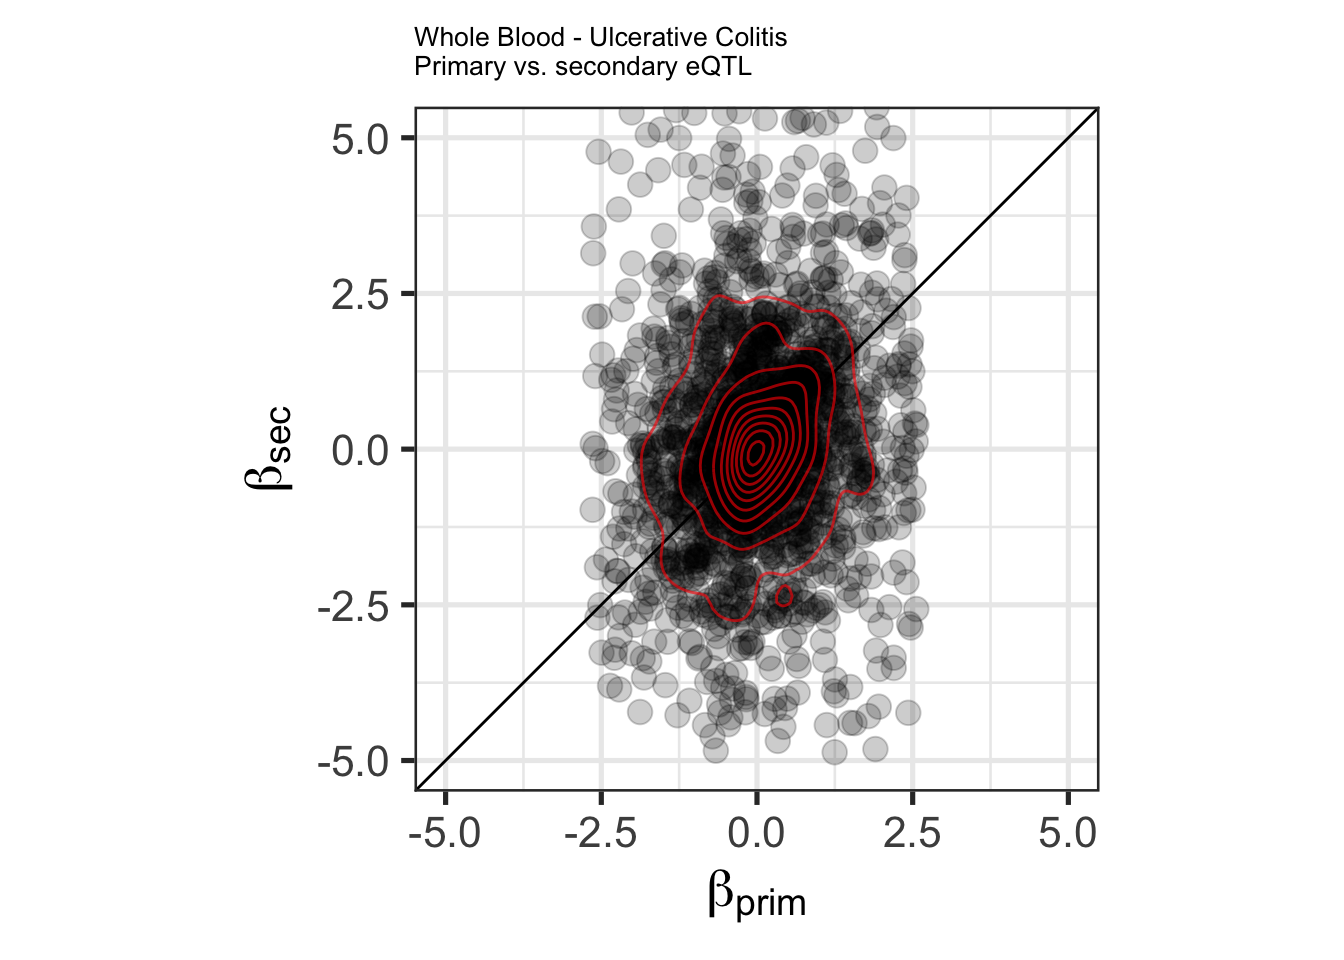 Whole Blood - Ulcerative Colitis
Primary vs. secondary eQTL
5.0
2.5
0.0
-2.5
-5.0
βsec
-5.0 -2.5 0.0 2.5 5.0
βprim